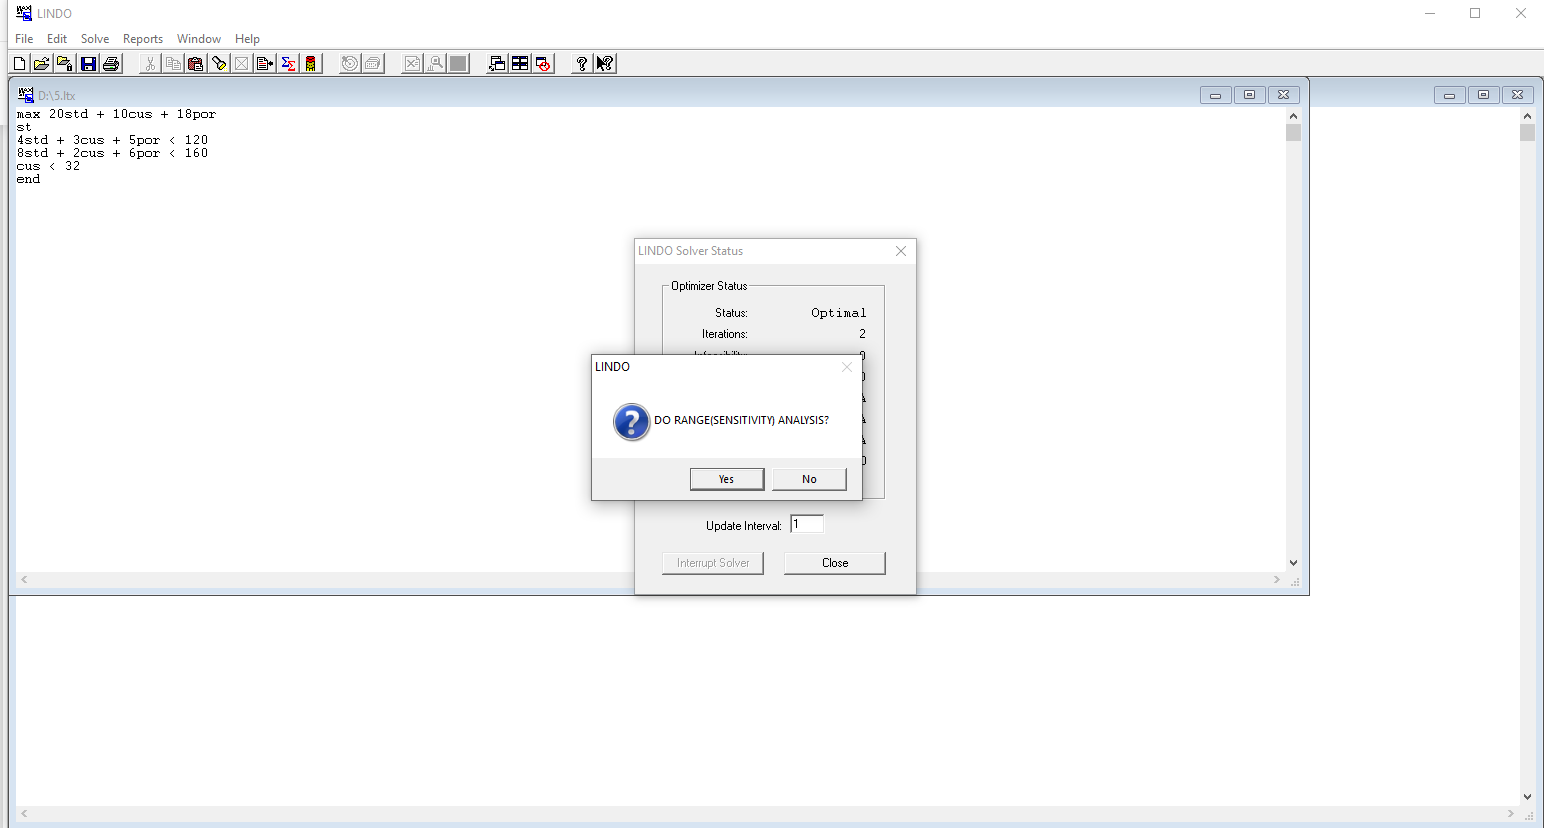 LINDO
File Edit Solve Reports Window Help
D:\5.ltx
max 20std + 10cus + 18por
st
4std + 3cus + 5por < 120
8std + 2cus + 6por < 160
cus < 32
end
LINDO Solver Status
Optimizer Status
Status: Optimal
Iterations: 2
LINDO
DO RANGE(SENSITIVITY) ANALYSIS?
Yes No
Update Interval: 1
Interrupt Solver Close